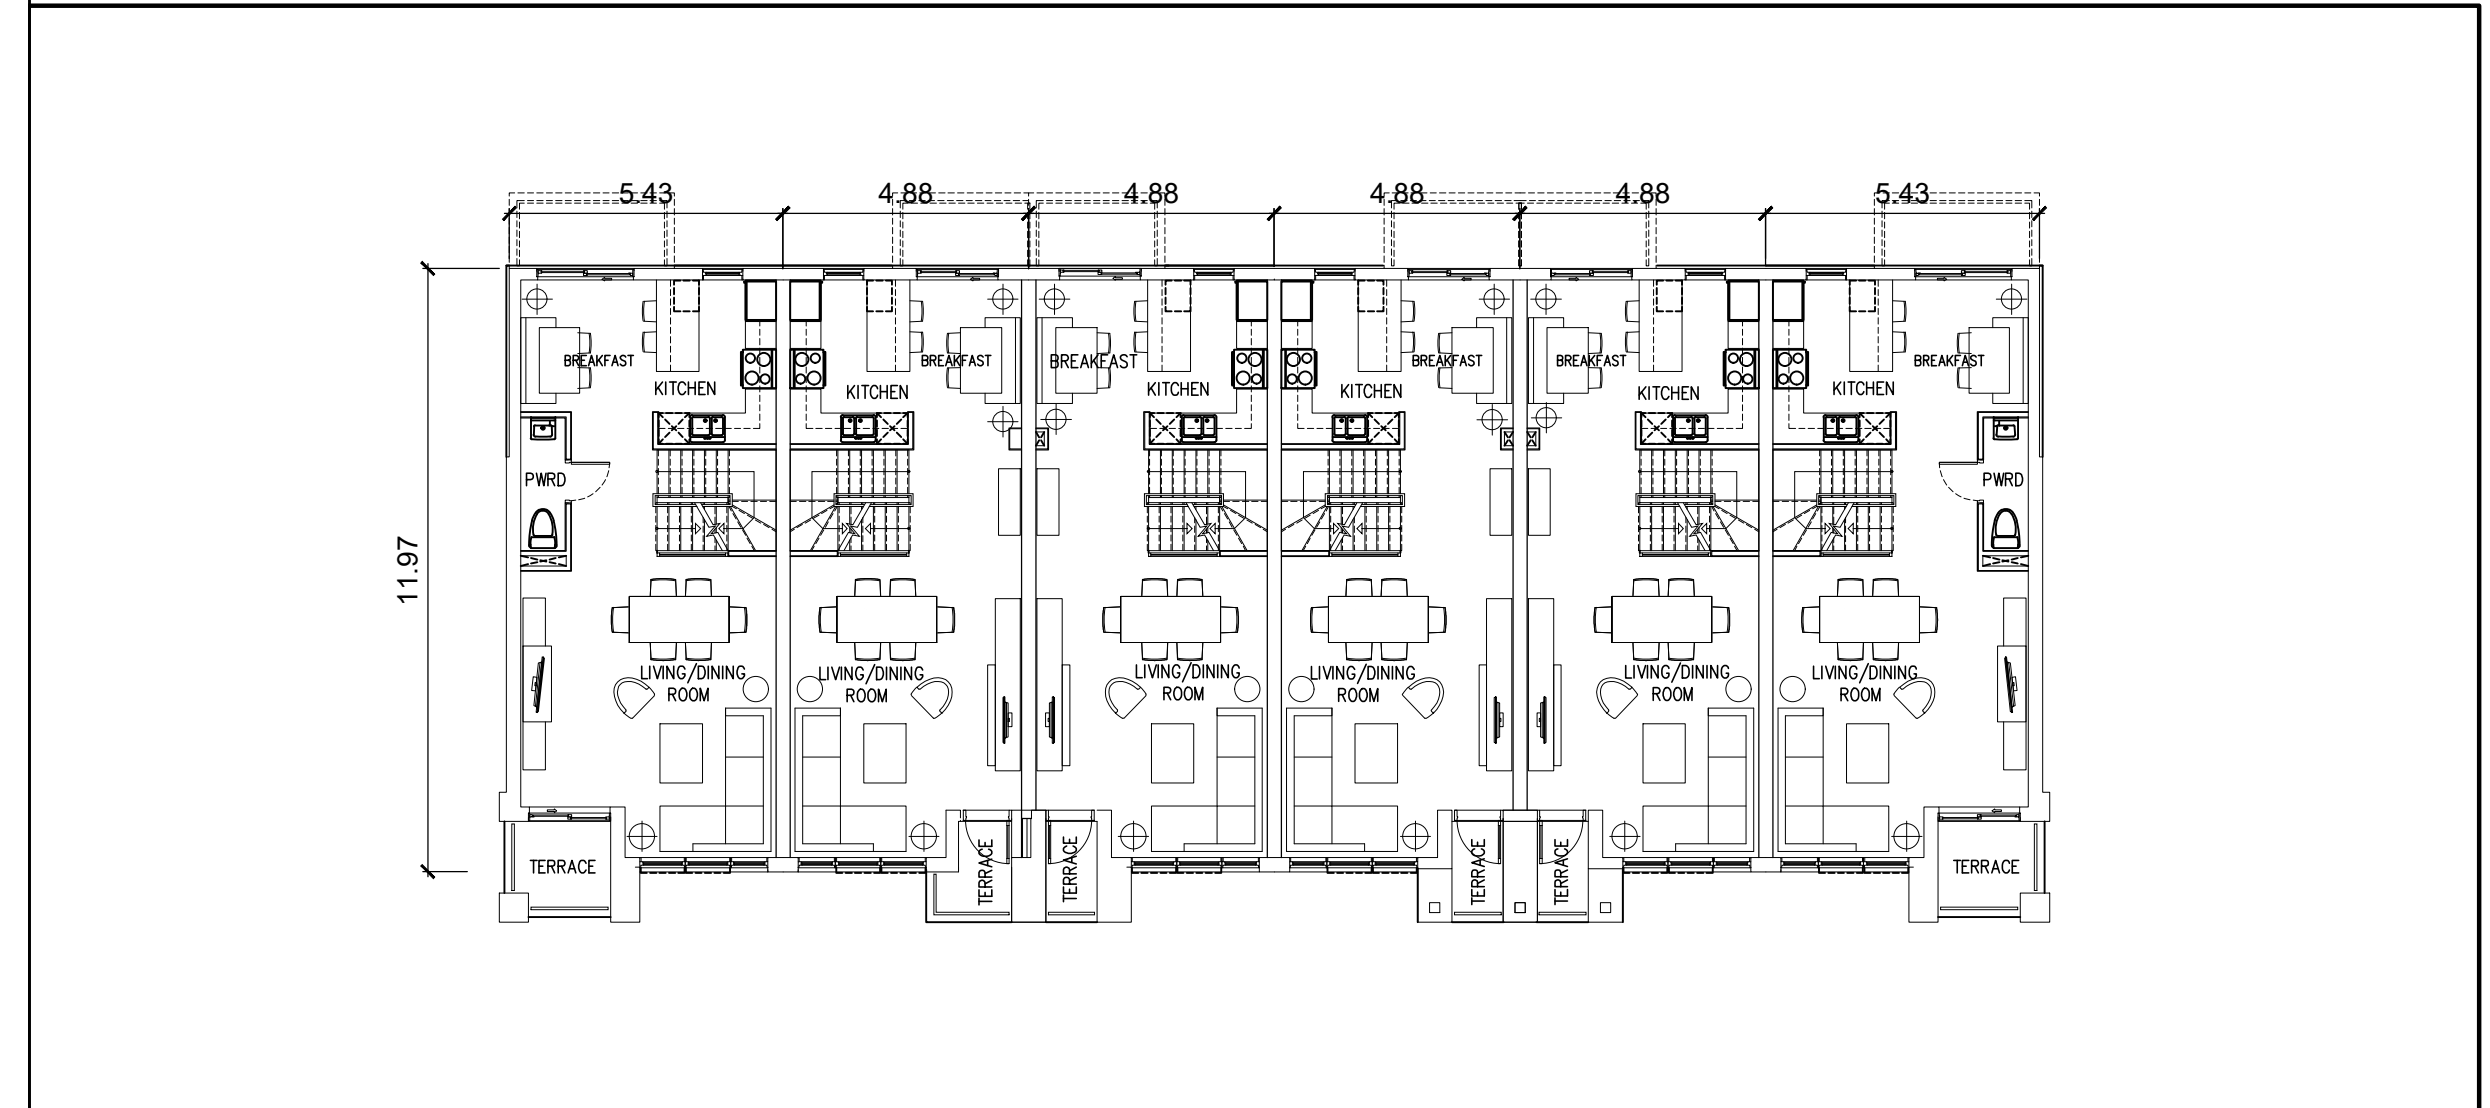 5.43
4.88
4.88
4.88
4.88
5.43
11.97
BREAKFAST
BREAKFAST
BREAKFAST
BREAKFAST
BREAKFAST
BREAKFAST
KITCHEN
KITCHEN
KITCHEN
KITCHEN
KITCHEN
KITCHEN
PWRD
PWRD
LIVING/DINING
ROOM
LIVING/DINING
ROOM
LIVING/DINING
ROOM
LIVING/DINING
ROOM
LIVING/DINING
ROOM
LIVING/DINING
ROOM
TERRACE
TERRACE
TERRACE
TERRACE
TERRACE
TERRACE